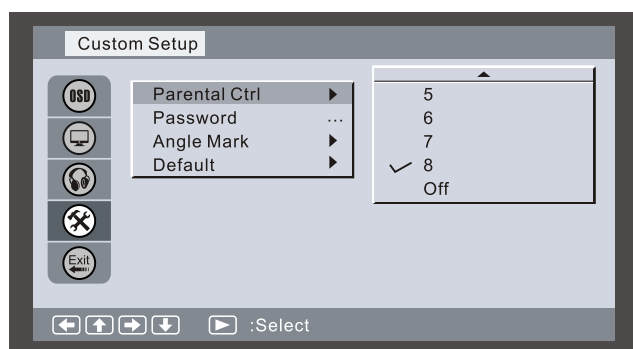 Custom Setup
OSD
Parental Ctrl
Password ...
Angle Mark
Default
5
6
7
8
Off
Exit
:Select